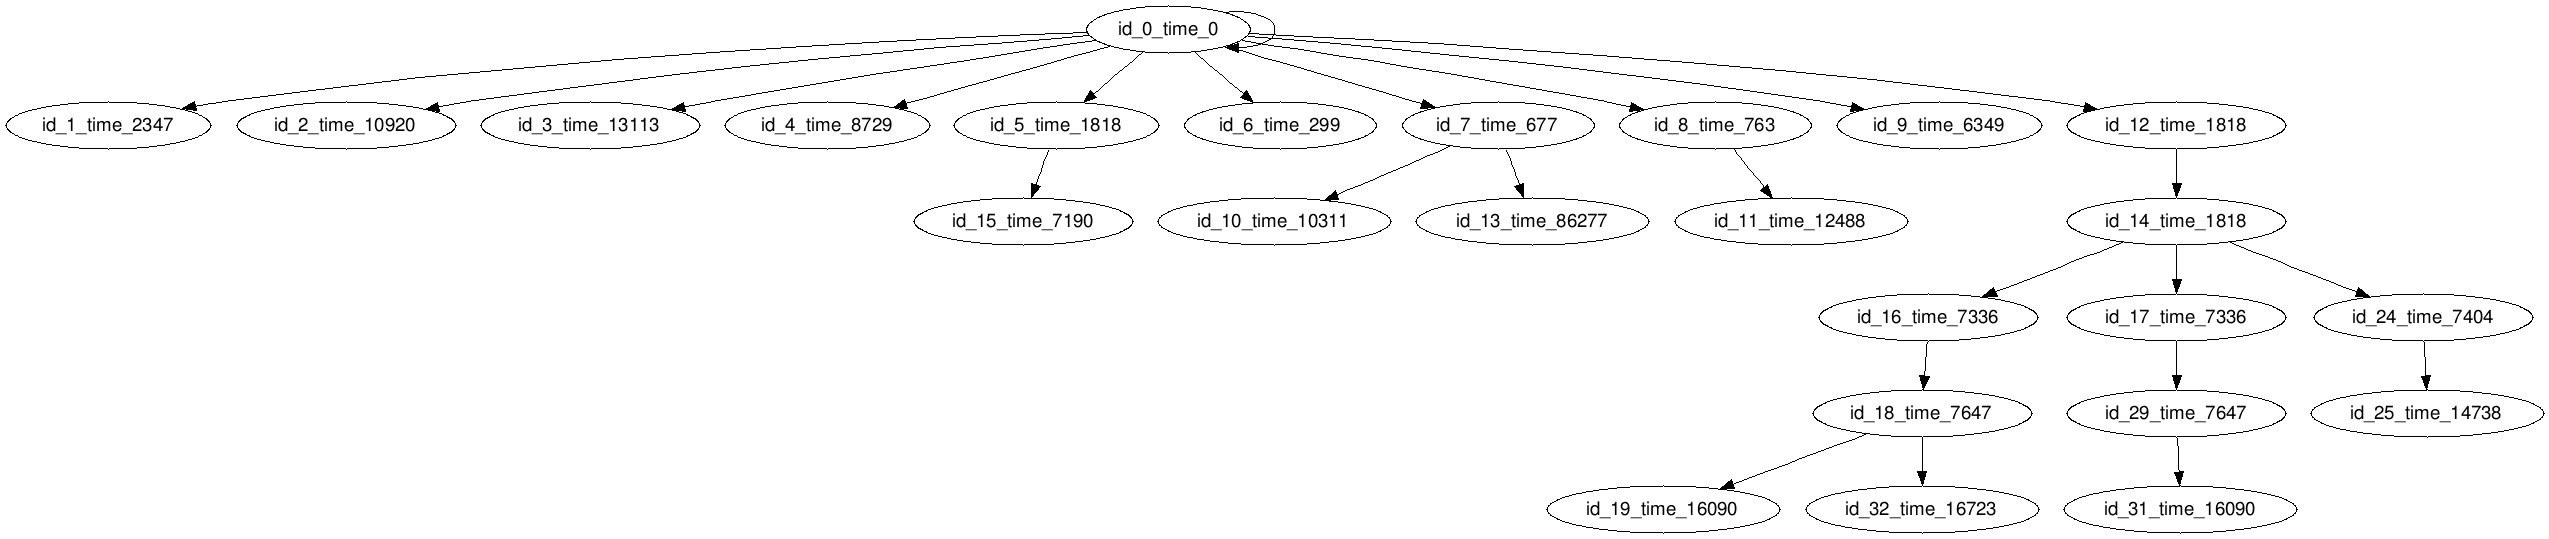 id_0_time_0
id_1_time_2347
id_2_time_10920
id_3_time_13113
id_4_time_8729
id_5_time_1818
id_6_time_299
id_7_time_677
id_8_time_763
id_9_time_6349
id_12_time_1818
id_15_time_7190
id_10_time_10311
id_13_time_86277
id_11_time_12488
id_14_time_1818
id_16_time_7336
id_17_time_7336
id_24_time_7404
id_18_time_7647
id_29_time_7647
id_25_time_14738
id_19_time_16090
id_32_time_16723
id_31_time_16090